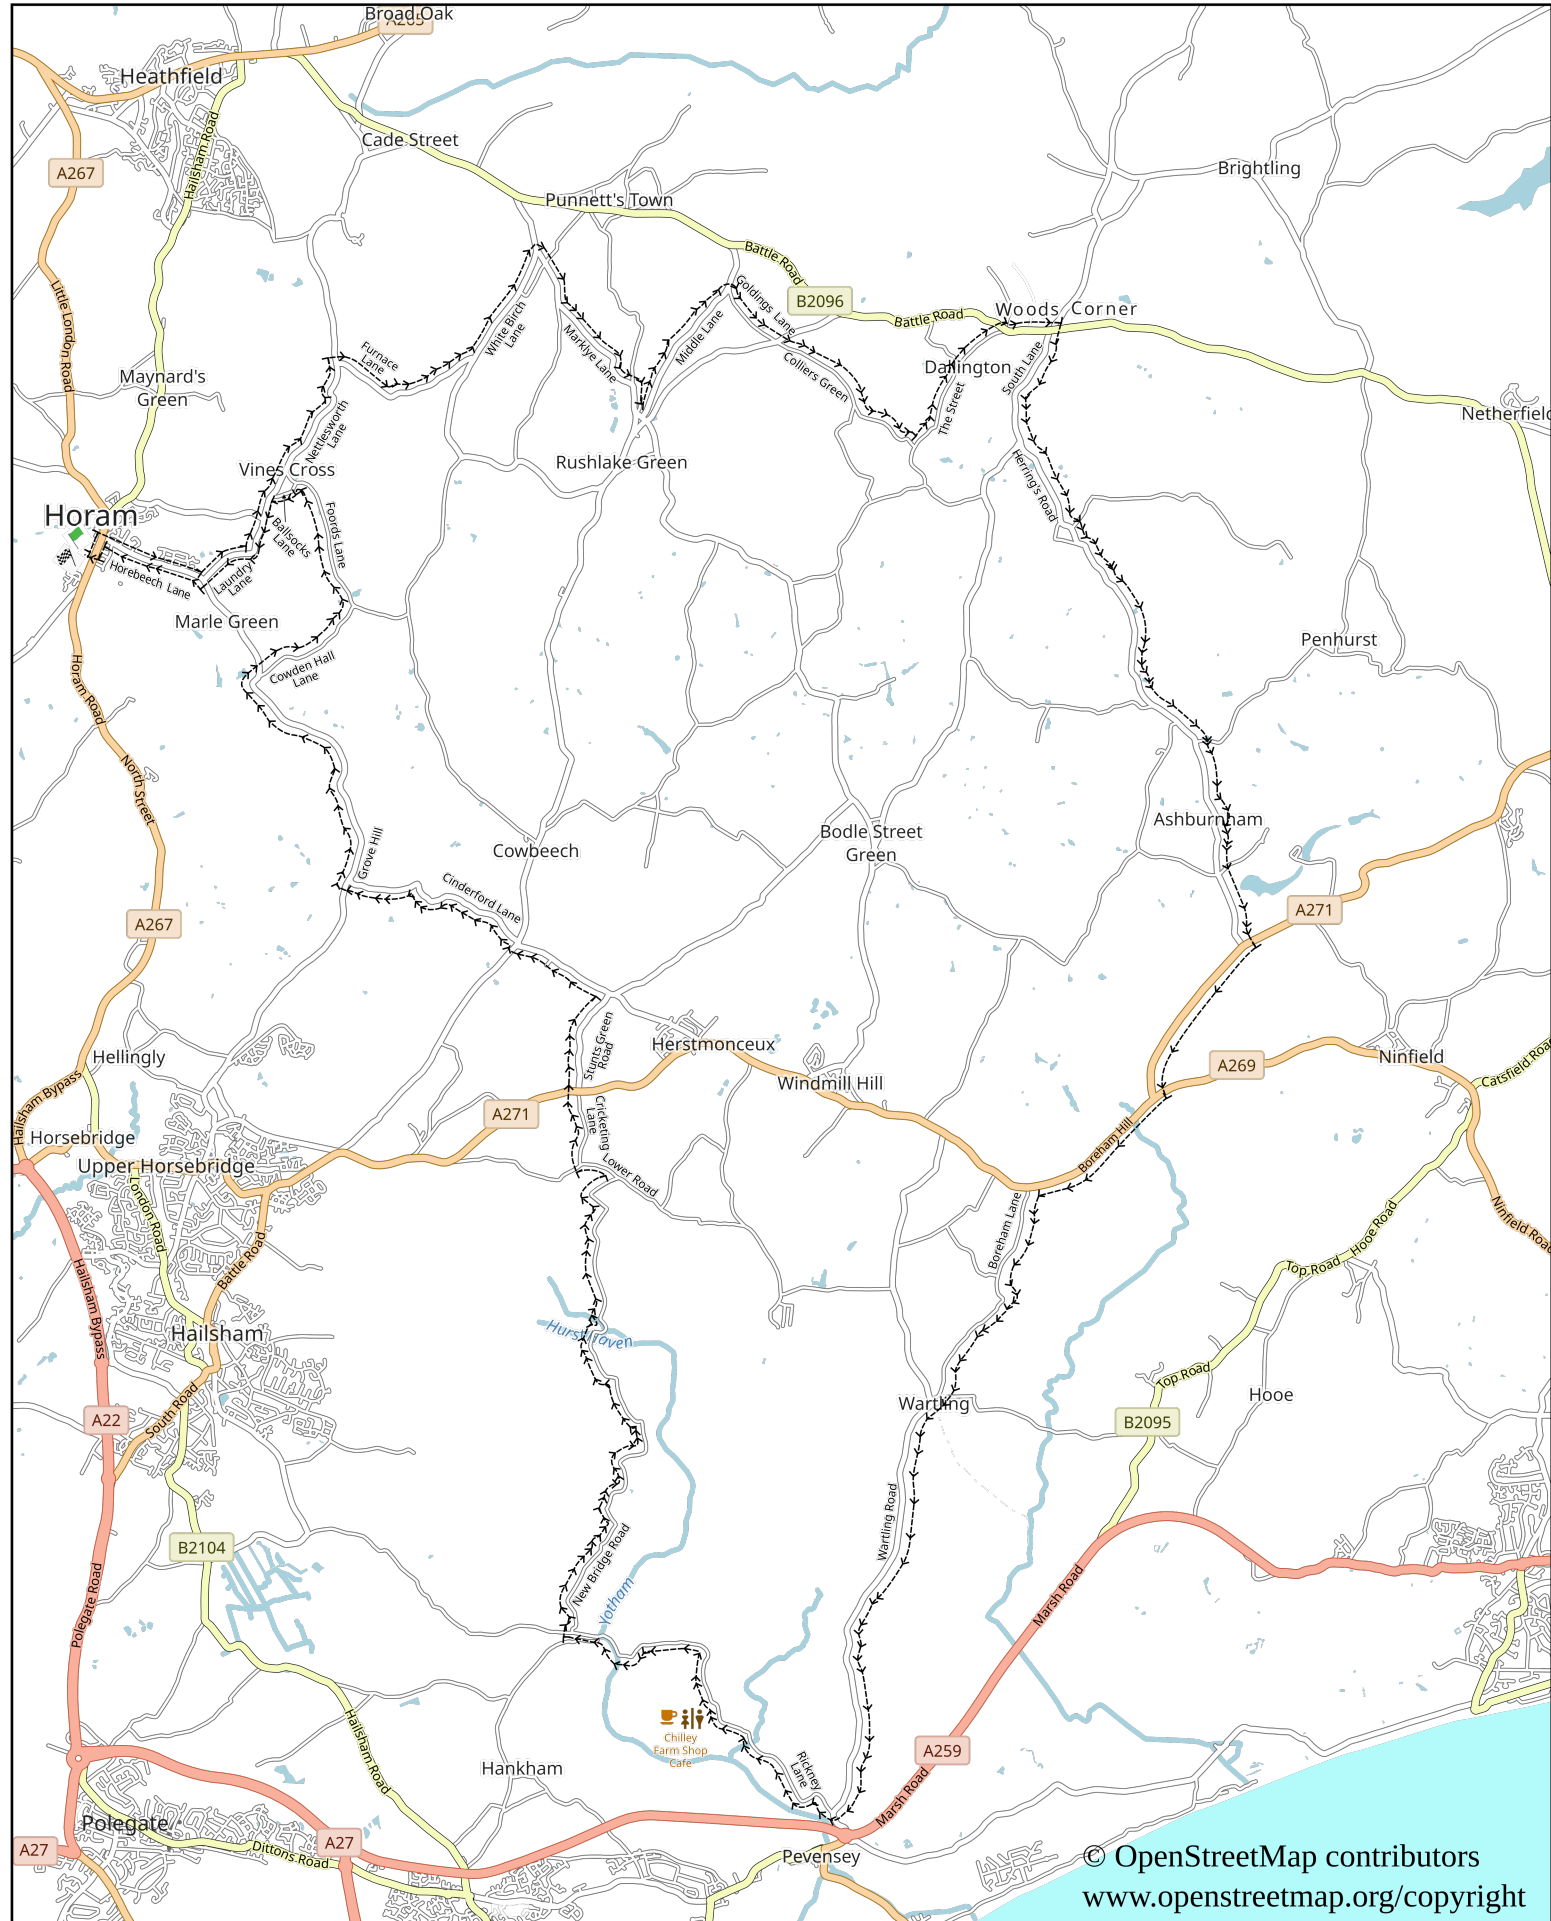 Broad Oak
A265
Heathfield
Cade Street
Hailsham Road
A267
Brightling
Punnett's Town
Battle Road
Goldings Lane
B2096
Little London Road
Woods Corner
Battle Road
White Birch
Lane
Marklye Lane
Middle Lane
Furnace
Lane
Colliers Green
Dallington
South Lane
The Street
Maynard's
Green
Netherfield
Nettlesworth
Lane
Vines Cross
Rushlake Green
Herring's Road
Horam
Foords Lane
Ballsocks
Lane
Horebeech Lane
Laundry
Lane
Marle Green
Penhurst
Cowden Hall
Lane
Horam Road
North Street
Ashburnham
Bodle Street
Green
Grove Hill
Cowbeech
Cinderford Lane
A271
A267
Stunts Green
Road
Herstmonceux
Hellingly
Ninfield
Catsfield Road
A269
Windmill Hill
Hailsham Bypass
A271
Cricketing
Lane
Horsebridge
Boreham Hill
Upper Horsebridge
Lower Road
London Road
Boreham Lane
Hooe Road
Ninfield Road
Battle Road
Top Road
Hailsham Bypass
Hailsham
Hurst Haven
Top Road
Hooe
Wartling
South Road
A22
B2095
Wartling Road
B2104
New Bridge Road
Yotham
Marsh Road
Polegate Road
Chilley
Farm Shop
Cafe
A259
Hailsham Road
Hankham
Rickney
Lane
Marsh Road
Polegate
A27
A27
Dittons Road
Pevensey
© OpenStreetMap contributors
www.openstreetmap.org/copyright